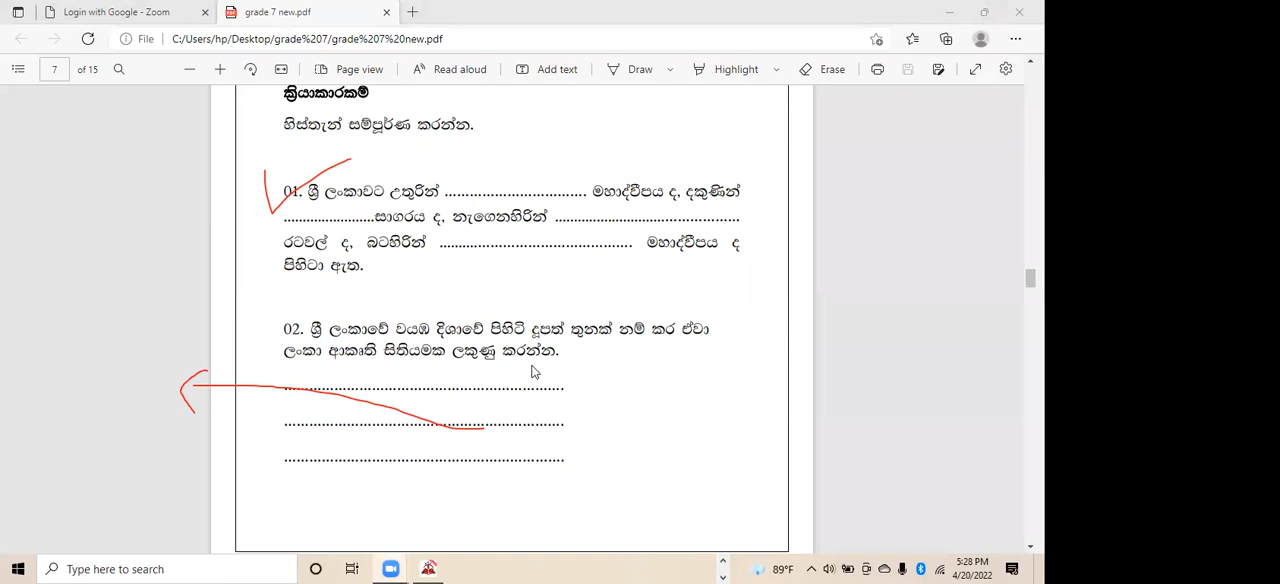 Login with Google - Zoom
grade 7 new.pdf
File C:/Users/hp/Desktop/grade%207/grade%207%20new.pdf
7 of 15 Page view Read aloud Add text Draw Highlight Erase
ක්‍රියාකාරකම්
හිස්තැන් සම්පූර්ණ කරන්න.
01. ශ්‍රී ලංකාවට උතුරින් .................................. මහාද්වීපය ද, දකුණින්
........................සාගරය ද, නැගෙනහිරින් ............................................
රටවල් ද, බටහිරින් .............................................. මහාද්වීපය ද
පිහිටා ඇත.
02. ශ්‍රී ලංකාවේ වයඹ දිශාවේ පිහිටි දූපත් තුනක් නම් කර ඒවා
ලංකා ආකෘති සිතියමක ලකුණු කරන්න.
....................................................................
....................................................................
....................................................................
Type here to search
89°F
5:28 PM
4/20/2022